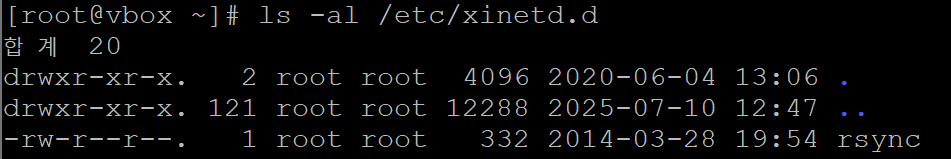 [root@vbox ~]# ls -al /etc/xinetd.d
합계 20
drwxr-xr-x. 2 root root 4096 2020-06-04 13:06 .
drwxr-xr-x. 121 root root 12288 2025-07-10 12:47 ..
-rw-r--r--. 1 root root 332 2014-03-28 19:54 rsync